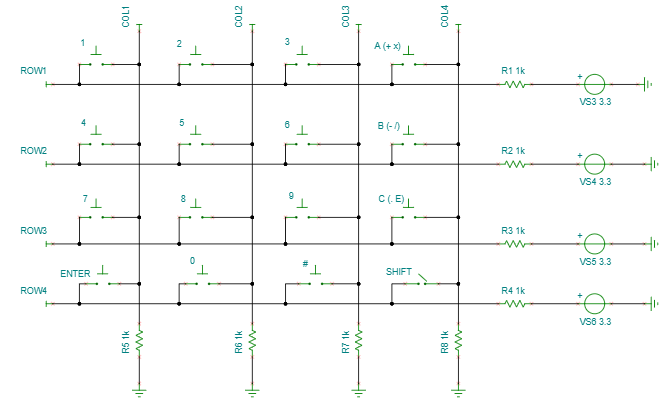 COL1 COL2 COL3 COL4
1 2 3 A (+ x)
ROW1 R1 1k + VS3 3.3
4 5 6 B (- /)
ROW2 R2 1k + VS4 3.3
7 8 9 C (. E)
ROW3 R3 1k + VS5 3.3
ENTER 0 # SHIFT
ROW4 R4 1k + VS6 3.3
R5 1k R6 1k R7 1k R8 1k